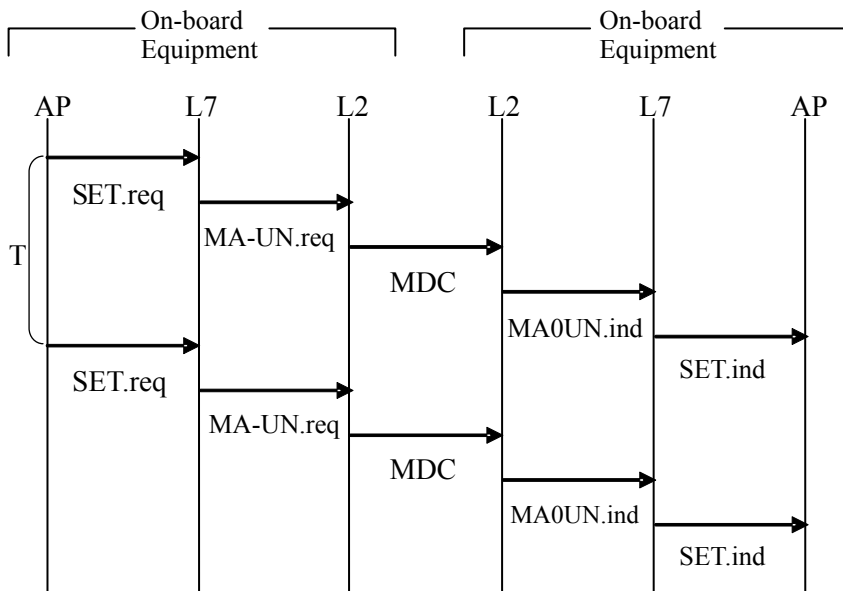 On-board
Equipment
On-board
Equipment
AP
L7
L2
L2
L7
AP
SET.req
MA-UN.req
T
MDC
MA0UN.ind
SET.ind
SET.req
MA-UN.req
MDC
MA0UN.ind
SET.ind